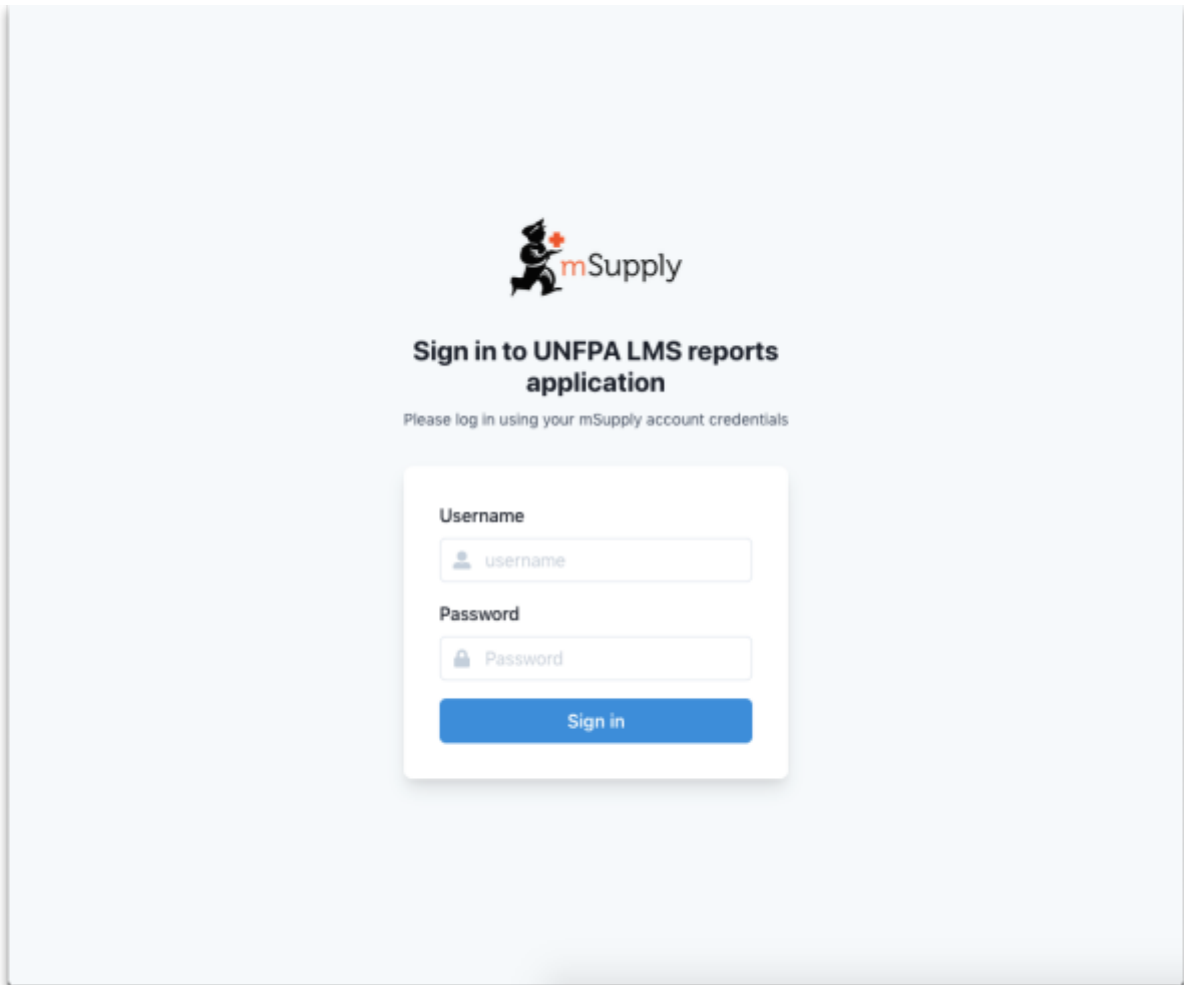 mSupply
Sign in to UNFPA LMS reports
application
Please log in using your mSupply account credentials
Username
username
Password
Password
Sign in